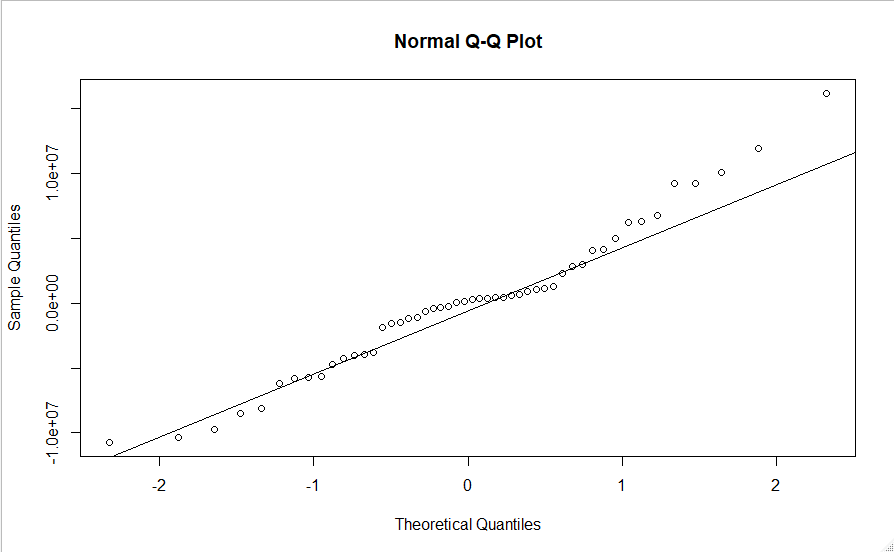 Normal Q-Q Plot
1.0e+07
0.0e+00
-1.0e+07
Sample Quantiles
-2 -1 0 1 2
Theoretical Quantiles